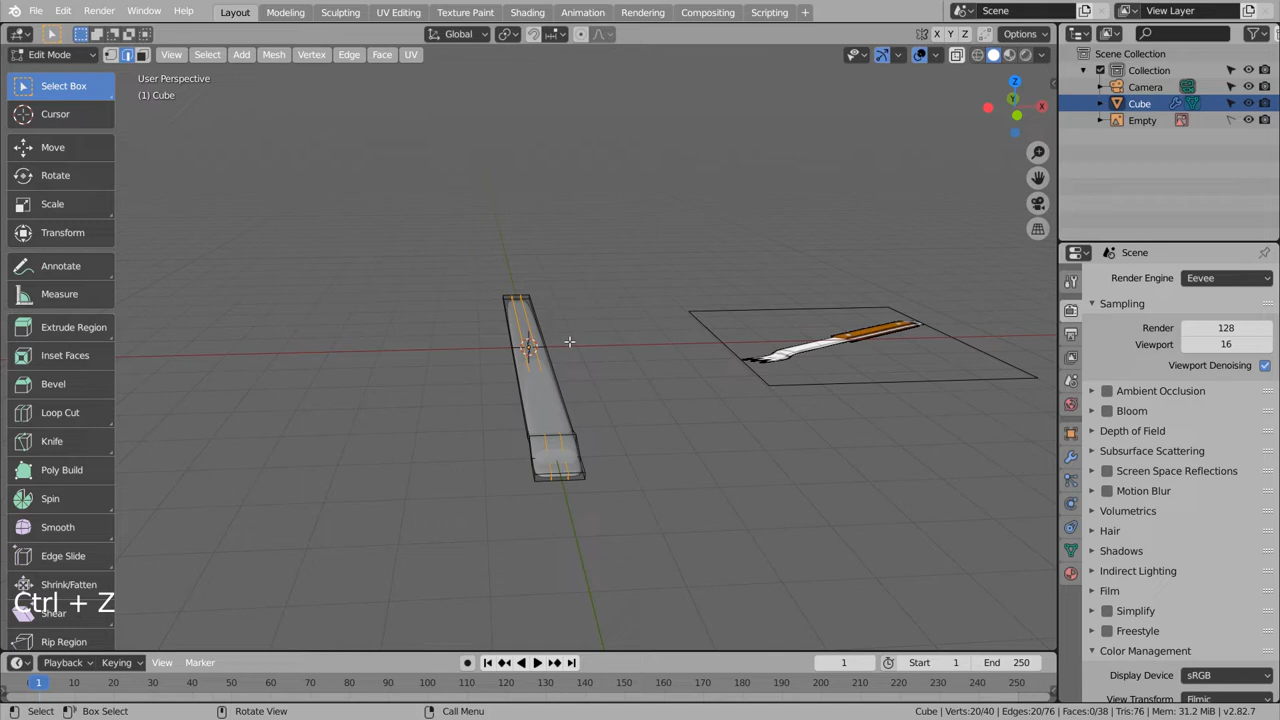 File Edit Render Window Help Layout Modeling Sculpting UV Editing Texture Paint Shading Animation Rendering Compositing Scripting + Scene View Layer
Global X Y Z Options
Edit Mode View Select Add Mesh Vertex Edge Face UV
Scene Collection
Collection
Camera
Cube
Empty
User Perspective
(1) Cube
Z
Y
X
Select Box
Cursor
Move
Rotate
Scale
Transform
Annotate
Measure
Extrude Region
Inset Faces
Bevel
Loop Cut
Knife
Poly Build
Spin
Smooth
Edge Slide
Shrink/Fatten
Shear
Rip Region
Ctrl + Z
Scene
Render Engine Eevee
Sampling
Render 128
Viewport 16
Viewport Denoising
Ambient Occlusion
Bloom
Depth of Field
Subsurface Scattering
Screen Space Reflections
Motion Blur
Volumetrics
Hair
Shadows
Indirect Lighting
Film
Simplify
Freestyle
Color Management
Display Device sRGB
View Transform Filmic
Playback Keying View Marker 1 Start 1 End 250
1 10 20 30 40 50 60 70 80 90 100 110 120 130 140 150 160 170 180 190 200 210 220 230 240 250
Select Box Select Rotate View Call Menu Cube | Verts:20/40 | Edges:20/76 | Faces:0/38 | Tris:76 | Mem: 31.2 MiB | v2.82.7